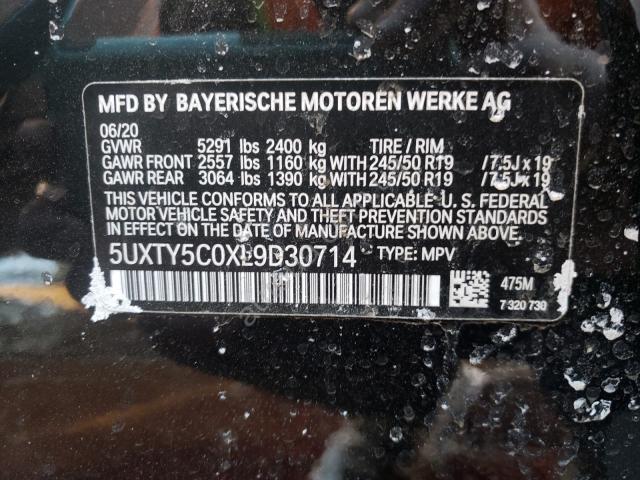 MFD BY BAYERISCHE MOTOREN WERKE AG
06/20
GVWR 5291 lbs 2400 kg TIRE / RIM
GAWR FRONT 2557 lbs 1160 kg WITH 245/50 R19 /7.5J x 19
GAWR REAR 3064 lbs 1390 kg WITH 245/50 R19 /7.5J x 19
THIS VEHICLE CONFORMS TO ALL APPLICABLE U. S. FEDERAL
MOTOR VEHICLE SAFETY AND THEFT PREVENTION STANDARDS
IN EFFECT ON THE DATE OF MANUFACTURE SHOWN ABOVE.
5UXTY5C0XL9D30714 TYPE: MPV
475M
7 320 730